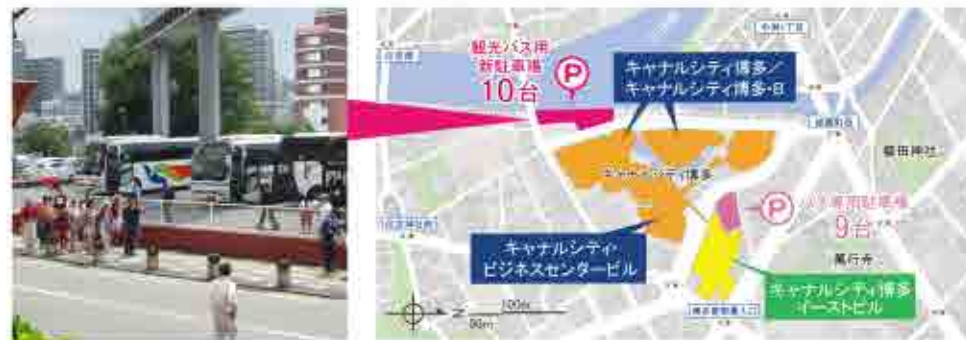 観光バス用
新駐車場
10台
P
キャナルシティ博多／
キャナルシティ博多・B
キャナルシティ博多
櫛田神社
P
バス専用駐車場
9台
キャナルシティ・
ビジネスセンタービル
萬行寺
キャナルシティ博多
イーストビル
N
100m
50m